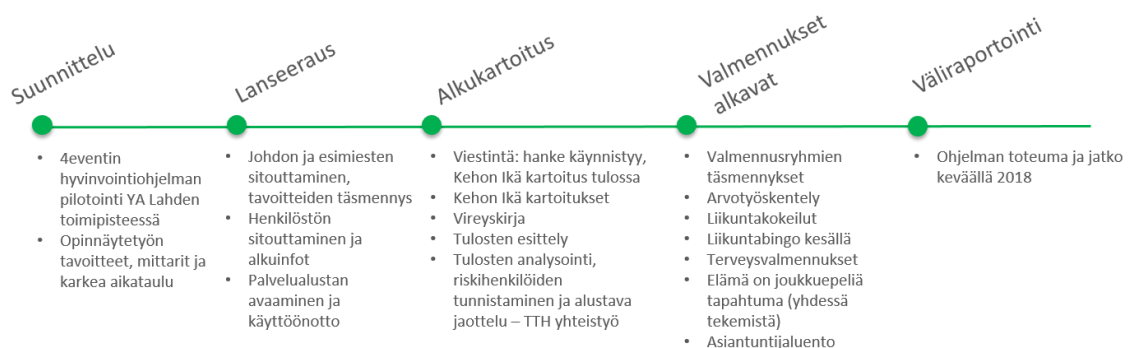 Suunnittelu
• 4eventin
hyvinvointiohjelman
pilotointi YA Lahden
toimipisteessä
• Opinnäytetyön
tavoitteet, mittarit ja
karkea aikataulu
Lanseeraus
• Johdon ja esimiesten
sitouttaminen,
tavoitteiden täsmennys
• Henkilöstön
sitouttaminen ja
alkuinfot
• Palvelualustan
avaaminen ja
käyttöönotto
Alkukartoitus
• Viestintä: hanke käynnistyy,
Kehon Ikä kartoitus tulossa
• Kehon Ikä kartoitukset
• Vireyskirja
• Tulosten esittely
• Tulosten analysointi,
riskihenkilöiden
tunnistaminen ja alustava
jaottelu – TTH yhteistyö
Valmennukset
alkavat
• Valmennusryhmien
täsmennykset
• Arvotyöskentely
• Liikuntakokeilut
• Liikuntabingo kesällä
• Terveysvalmennukset
• Elämä on joukkuepeliä
tapahtuma (yhdessä
tekemistä)
• Asiantuntijaluento
Väliraportointi
• Ohjelman toteuma ja jatko
keväällä 2018